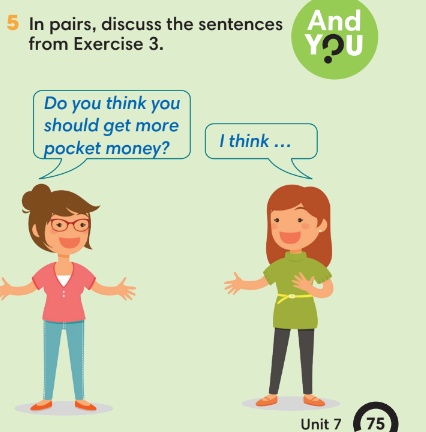 5 In pairs, discuss the sentences
from Exercise 3.
And
YOU
Do you think you
should get more
pocket money?
I think ...
Unit 7 75